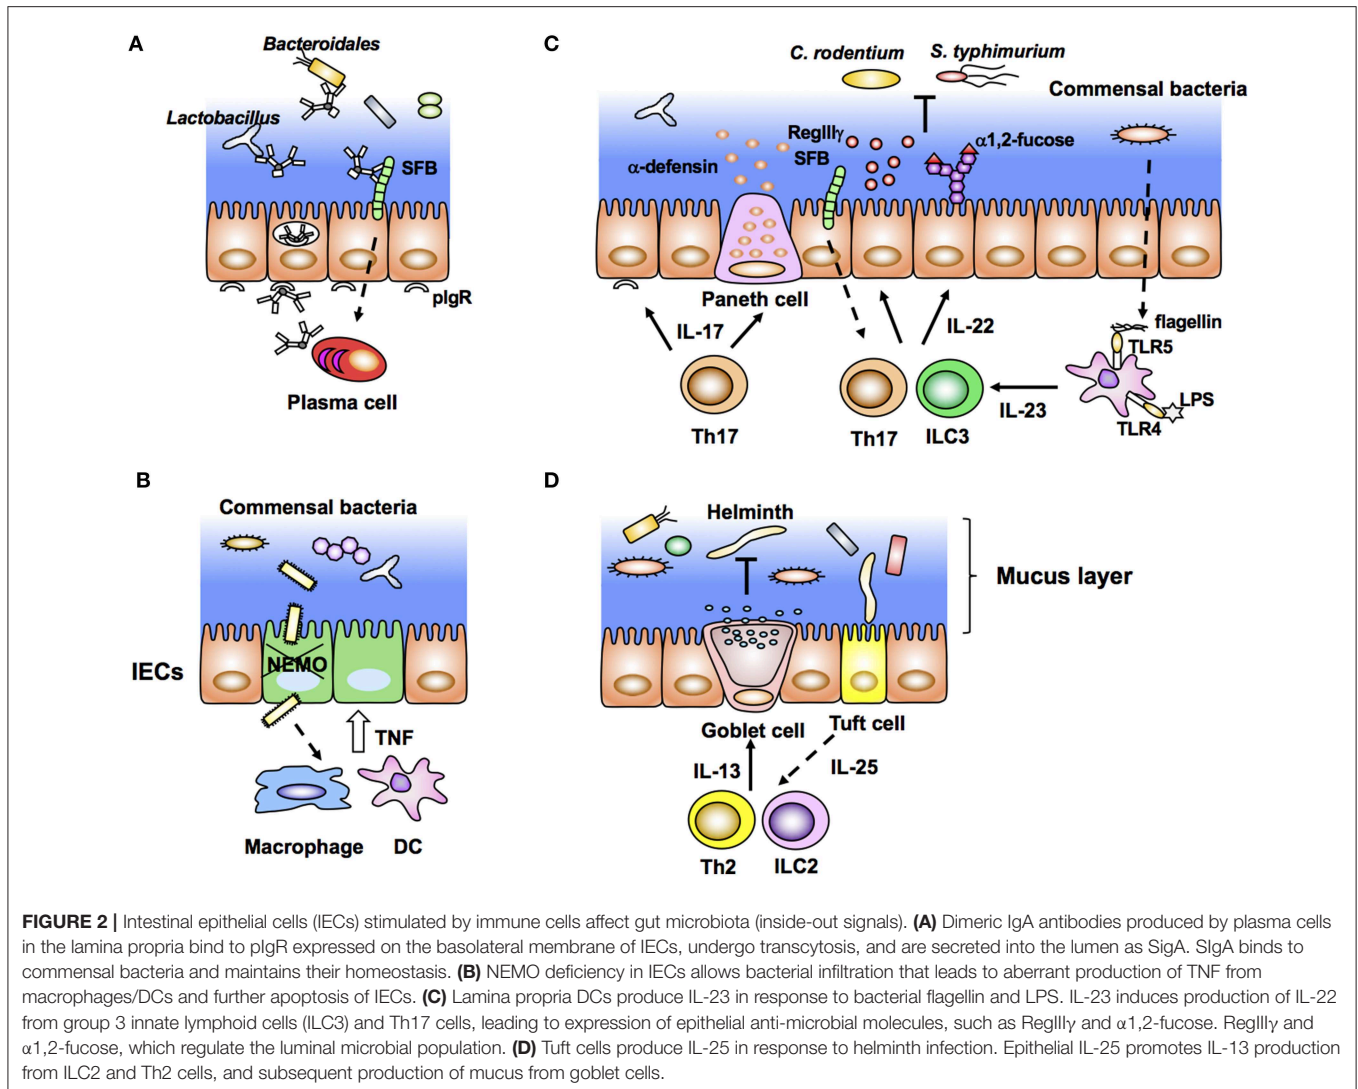 A
Bacteroidales
Lactobacillus
SFB
pIgR
Plasma cell
C
C. rodentium
S. typhimurium
Commensal bacteria
RegIIIγ
SFB
α1,2-fucose
α-defensin
Paneth cell
IL-17
IL-22
flagellin
TLR5
LPS
TLR4
IL-23
Th17
Th17
ILC3
B
Commensal bacteria
IECs
NEMO
TNF
Macrophage
DC
D
Helminth
Mucus layer
Goblet cell
Tuft cell
IL-13
IL-25
Th2
ILC2
FIGURE 2 | Intestinal epithelial cells (IECs) stimulated by immune cells affect gut microbiota (inside-out signals). (A) Dimeric IgA antibodies produced by plasma cells
in the lamina propria bind to pIgR expressed on the basolateral membrane of IECs, undergo transcytosis, and are secreted into the lumen as SigA. SIgA binds to
commensal bacteria and maintains their homeostasis. (B) NEMO deficiency in IECs allows bacterial infiltration that leads to aberrant production of TNF from
macrophages/DCs and further apoptosis of IECs. (C) Lamina propria DCs produce IL-23 in response to bacterial flagellin and LPS. IL-23 induces production of IL-22
from group 3 innate lymphoid cells (ILC3) and Th17 cells, leading to expression of epithelial anti-microbial molecules, such as RegIIIγ and α1,2-fucose. RegIIIγ and
α1,2-fucose, which regulate the luminal microbial population. (D) Tuft cells produce IL-25 in response to helminth infection. Epithelial IL-25 promotes IL-13 production
from ILC2 and Th2 cells, and subsequent production of mucus from goblet cells.